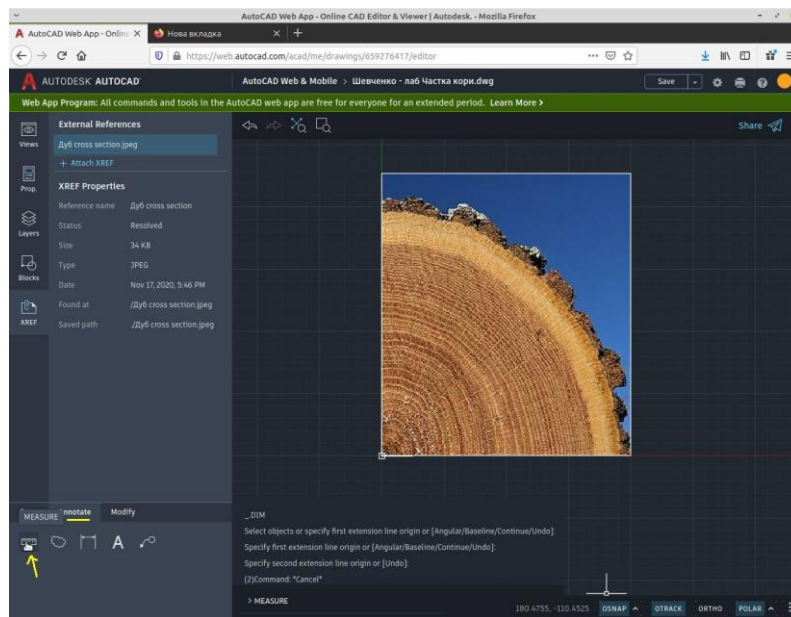 AutoCAD Web App - Online CAD Editor & Viewer | Autodesk. - Mozilla Firefox
AutoCAD Web App - Online
Нова вкладка
https://web.autocad.com/acad/me/drawings/659276417/editor
AUTODESK AUTOCAD
AutoCAD Web & Mobile > Шевченко - лаб Частка кори.dwg
Save
Web App Program: All commands and tools in the AutoCAD web app are free for everyone for an extended period. Learn More >
Views
External References
Share
Дуб cross section.jpeg
+ Attach XREF
Prop.
XREF Properties
Reference name Дуб cross section
Layers
Status Resolved
Size 34 KB
Type JPEG
Blocks
Date Nov 17, 2020, 5:46 PM
Found at /Дуб cross section.jpeg
XREF
Saved path ./Дуб cross section.jpeg
MEASURE
Annotate Modify
_DIM
Select objects or specify first extension line origin or [Angular/Baseline/Continue/Undo]:
Specify first extension line origin or [Angular/Baseline/Continue/Undo]:
Specify second extension line origin or [Undo]:
(2)Command: *Cancel*
> MEASURE
180.4755, -110.4525 OSNAP OTRACK ORTHO POLAR